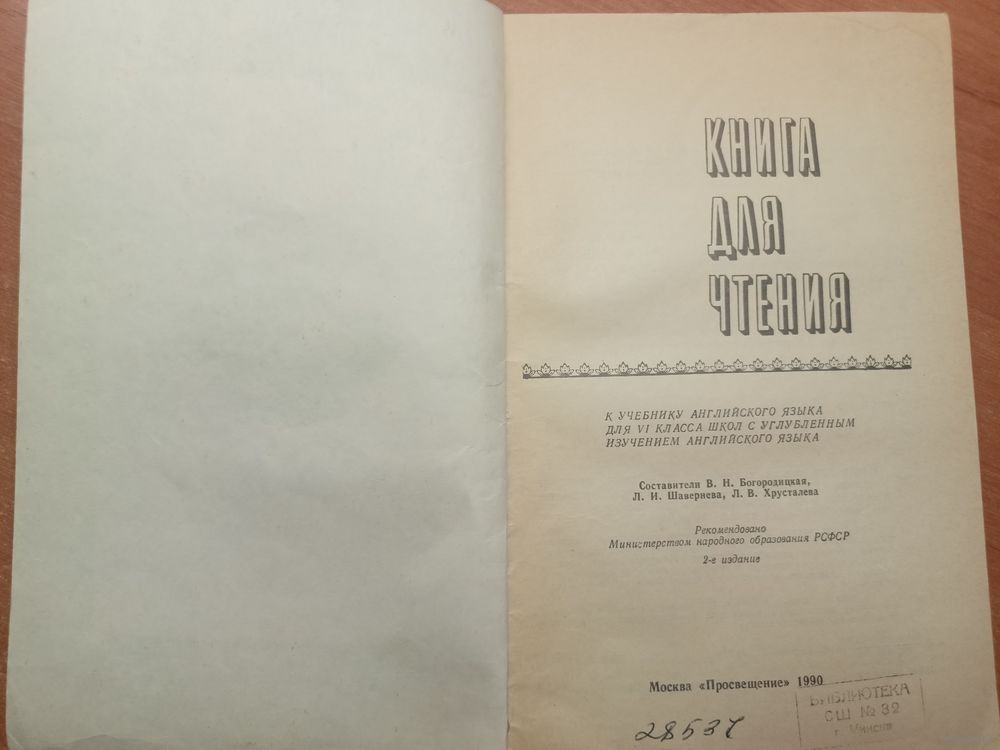 КНИГА
ДЛЯ
ЧТЕНИЯ
К УЧЕБНИКУ АНГЛИЙСКОГО ЯЗЫКА
ДЛЯ VI КЛАССА ШКОЛ С УГЛУБЛЕННЫМ
ИЗУЧЕНИЕМ АНГЛИЙСКОГО ЯЗЫКА
Составители В. Н. Богородицкая,
Л. И. Шавернева, Л. В. Хрусталева
Рекомендовано
Министерством народного образования РСФСР
2-е издание
Москва «Просвещение» 1990
БИБЛИОТЕКА
СШ № 32
г. Минска
28537